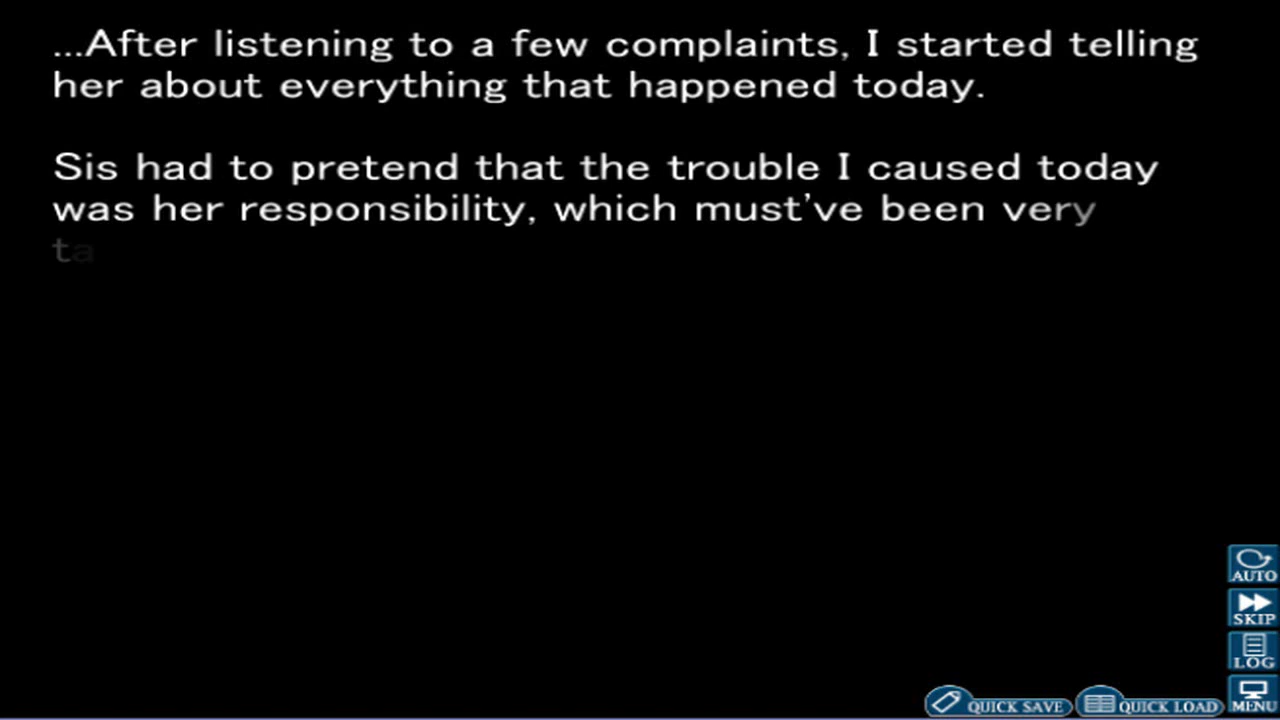 ...After listening to a few complaints, I started telling
her about everything that happened today.
Sis had to pretend that the trouble I caused today
was her responsibility, which must've been very
ta
AUTO
SKIP
LOG
QUICK SAVE
QUICK LOAD
MENU